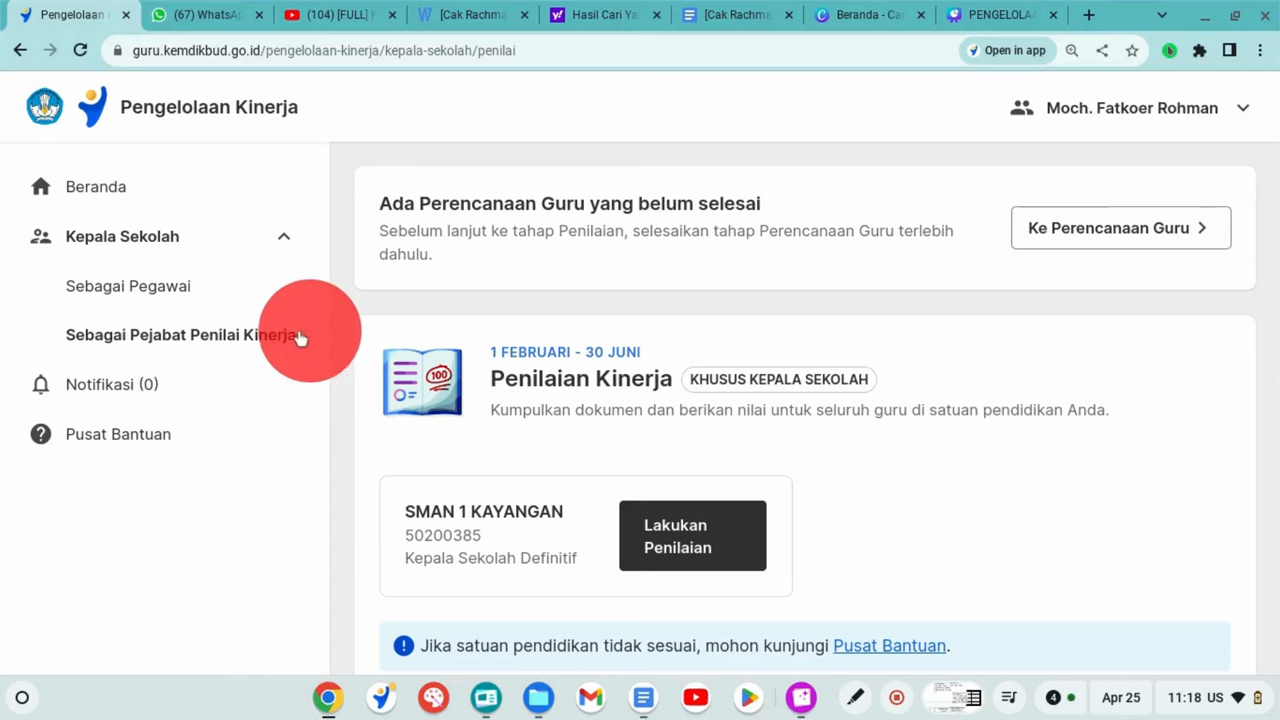 Pengelolaan
(67) WhatsAp
(104) [FULL]
[Cak Rachma
Hasil Cari Ya
[Cak Rachma
Beranda - Ca
PENGELOLA
guru.kemdikbud.go.id/pengelolaan-kinerja/kepala-sekolah/penilai
Open in app
Pengelolaan Kinerja
Moch. Fatkoer Rohman
Beranda
Kepala Sekolah
Sebagai Pegawai
Sebagai Pejabat Penilai Kinerja
Notifikasi (0)
Pusat Bantuan
Ada Perencanaan Guru yang belum selesai
Sebelum lanjut ke tahap Penilaian, selesaikan tahap Perencanaan Guru terlebih
dahulu.
Ke Perencanaan Guru
1 FEBRUARI - 30 JUNI
100
Penilaian Kinerja
KHUSUS KEPALA SEKOLAH
Kumpulkan dokumen dan berikan nilai untuk seluruh guru di satuan pendidikan Anda.
SMAN 1 KAYANGAN
50200385
Kepala Sekolah Definitif
Lakukan
Penilaian
Jika satuan pendidikan tidak sesuai, mohon kunjungi Pusat Bantuan.
4
Apr 25
11:18 US